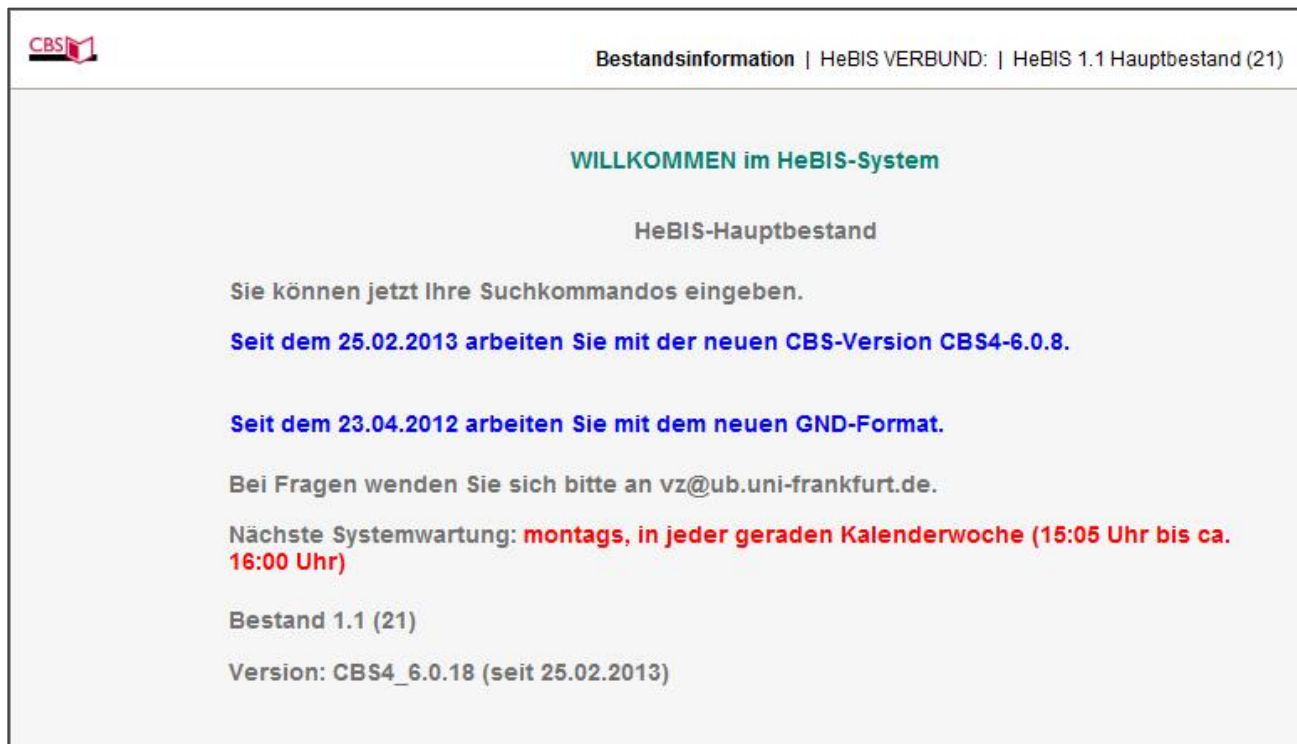 CBS
Bestandsinformation | HeBIS VERBUND: | HeBIS 1.1 Hauptbestand (21)
WILLKOMMEN im HeBIS-System
HeBIS-Hauptbestand
Sie können jetzt Ihre Suchkommandos eingeben.
Seit dem 25.02.2013 arbeiten Sie mit der neuen CBS-Version CBS4-6.0.8.
Seit dem 23.04.2012 arbeiten Sie mit dem neuen GND-Format.
Bei Fragen wenden Sie sich bitte an vz@ub.uni-frankfurt.de.
Nächste Systemwartung: montags, in jeder geraden Kalenderwoche (15:05 Uhr bis ca.
16:00 Uhr)
Bestand 1.1 (21)
Version: CBS4_6.0.18 (seit 25.02.2013)